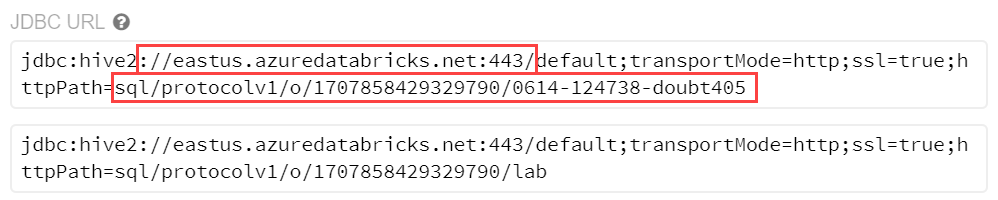 JDBC URL ?
jdbc:hive2://eastus.azuredatabricks.net:443/default;transportMode=http;ssl=true;h
ttpPath=sql/protocolv1/o/1707858429329790/0614-124738-doubt405
jdbc:hive2://eastus.azuredatabricks.net:443/default;transportMode=http;ssl=true;h
ttpPath=sql/protocolv1/o/1707858429329790/lab